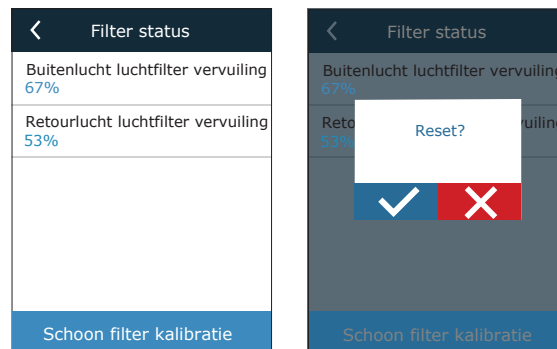 Filter status
Buitenlucht luchtfilter vervuiling
67%
Retourlucht luchtfilter vervuiling
53%
Schoon filter kalibratie
Filter status
Buitenlucht luchtfilter vervuiling
67%
Reto
uiling
53%
Reset?
Schoon filter kalibratie